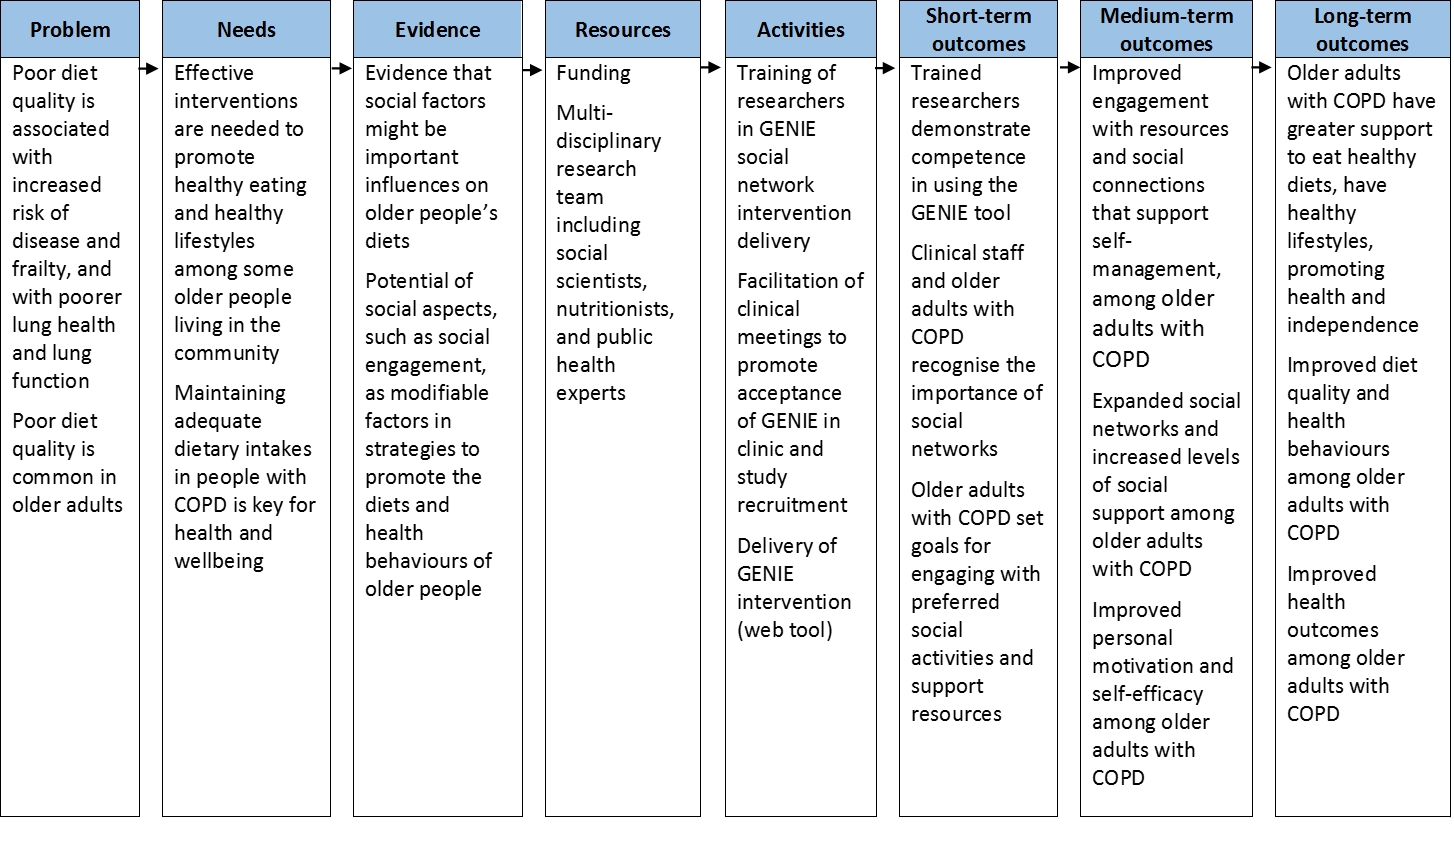 Problem
Poor diet
quality is
associated
with
increased
risk of
disease and
frailty, and
with poorer
lung health
and lung
function
Poor diet
quality is
common in
older adults
Needs
Effective
interventions
are needed to
promote
healthy eating
and healthy
lifestyles
among some
older people
living in the
community
Maintaining
adequate
dietary intakes
in people with
COPD is key for
health and
wellbeing
Evidence
Evidence that
social factors
might be
important
influences on
older people’s
diets
Potential of
social aspects,
such as social
engagement,
as modifiable
factors in
strategies to
promote the
diets and
health
behaviours of
older people
Resources
Funding
Multi-
disciplinary
research
team
including
social
scientists,
nutritionists,
and public
health
experts
Activities
Training of
researchers
in GENIE
social
network
intervention
delivery
Facilitation of
clinical
meetings to
promote
acceptance
of GENIE in
clinic and
study
recruitment
Delivery of
GENIE
intervention
(web tool)
Short-term
outcomes
Trained
researchers
demonstrate
competence
in using the
GENIE tool
Clinical staff
and older
adults with
COPD
recognise the
importance of
social
networks
Older adults
with COPD set
goals for
engaging with
preferred
social
activities and
support
resources
Medium-term
outcomes
Improved
engagement
with resources
and social
connections
that support
self-
management,
among older
adults with
COPD
Expanded social
networks and
increased levels
of social
support among
older adults
with COPD
Improved
personal
motivation and
self-efficacy
among older
adults with
COPD
Long-term
outcomes
Older adults
with COPD have
greater support
to eat healthy
diets, have
healthy
lifestyles,
promoting
health and
independence
Improved diet
quality and
health
behaviours
among older
adults with
COPD
Improved
health
outcomes
among older
adults with
COPD